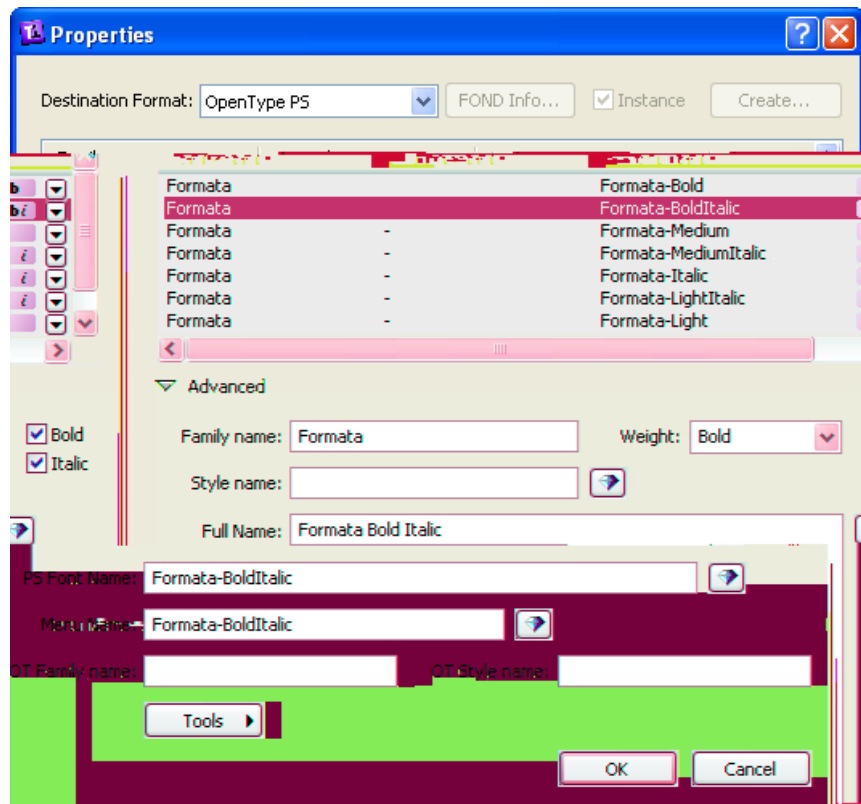 Properties
Destination Format: OpenType PS FOND Info... Instance Create...
b Formata Formata-Bold
bi Formata Formata-BoldItalic
Formata - Formata-Medium
i Formata - Formata-MediumItalic
i Formata - Formata-Italic
i Formata - Formata-LightItalic
Formata - Formata-Light
Advanced
Bold Family name: Formata Weight: Bold
Italic
Style name:
Full Name: Formata Bold Italic
PS Font Name: Formata-BoldItalic
Menu Name: Formata-BoldItalic
OT Family name: OT Style name:
Tools
OK Cancel